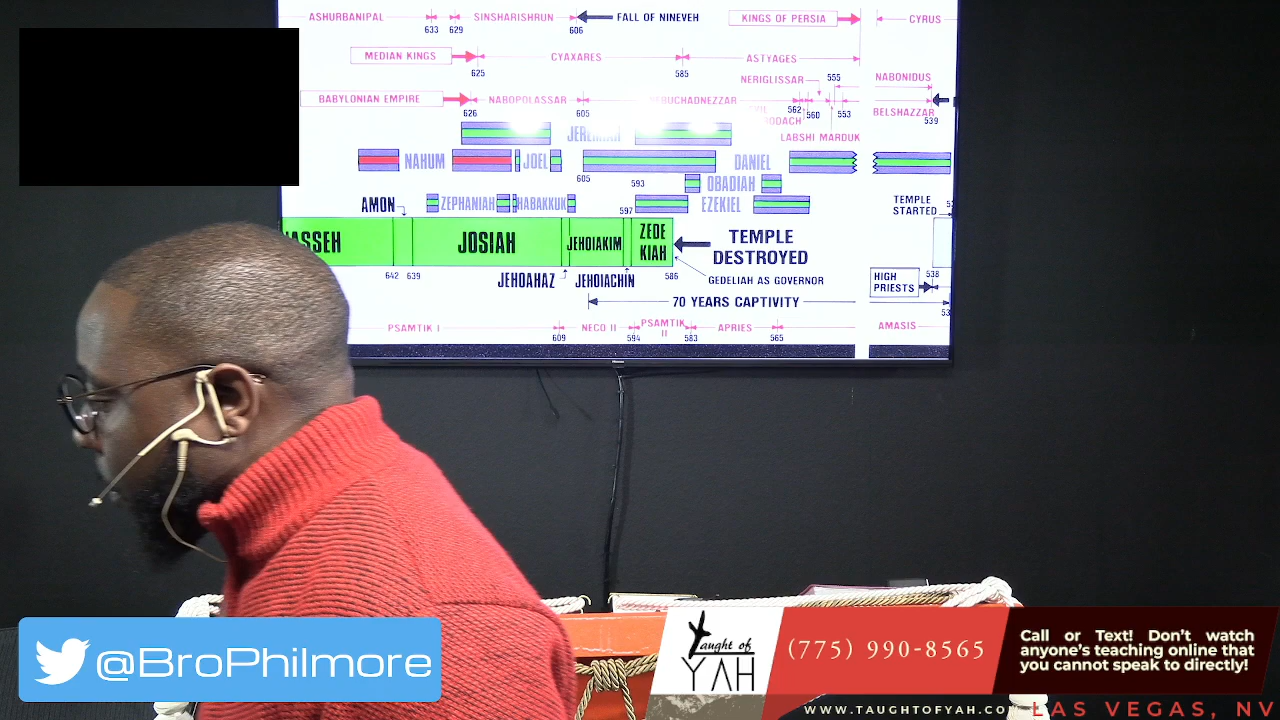 ASHURBANIPAL
SINSHARISHKUN
FALL OF NINEVEH
KINGS OF PERSIA
CYRUS
633 629 606
MEDIAN KINGS
CYAXARES
ASTYAGES
625 585
NERIGLISSAR
555
NABONIDUS
BABYLONIAN EMPIRE
NABOPOLASSAR
626 605
562 560 553
BELSHAZZAR
539
LABSHI MARDUK
JEREMIAH
NAHUM
JOEL
DANIEL
605 593
OBADIAH
AMON
ZEPHANIAH
HABAKKUK
597
EZEKIEL
TEMPLE
STARTED
JOSIAH
JEHOIAKIM
ZEDE
KIAH
TEMPLE
DESTROYED
642 639
JEHOAHAZ
JEHOIACHIN
586
GEDELIAH AS GOVERNOR
HIGH
PRIESTS
538
70 YEARS CAPTIVITY
PSAMTIK I
NECO II
PSAMTIK
II
APRIES
AMASIS
609 594 583 565
Hisense
@BroPhilmore
taught of
YAH
(775) 990-8565
Call or Text! Don't watch
anyone's teaching online that
you cannot speak to directly!
WWW.TAUGHTOFYAH.COM
LAS VEGAS, NV